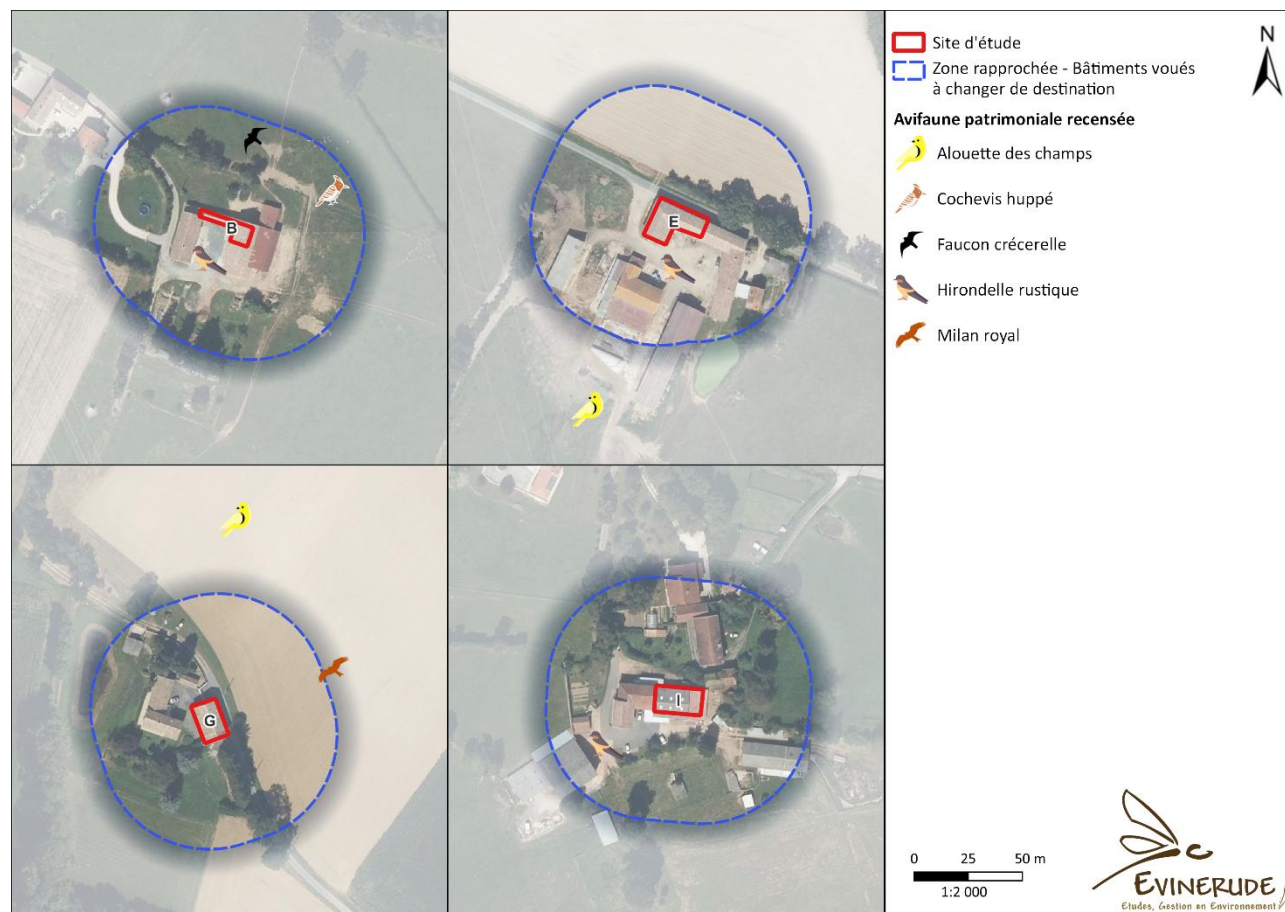 B
E
G
I
Site d'étude
Zone rapprochée - Bâtiments voués
à changer de destination
Avifaune patrimoniale recensée
Alouette des champs
Cochevis huppé
Faucon crécerelle
Hirondelle rustique
Milan royal
N
0 25 50 m
1:2 000
EVINERUDE
Etudes, Gestion en Environnement